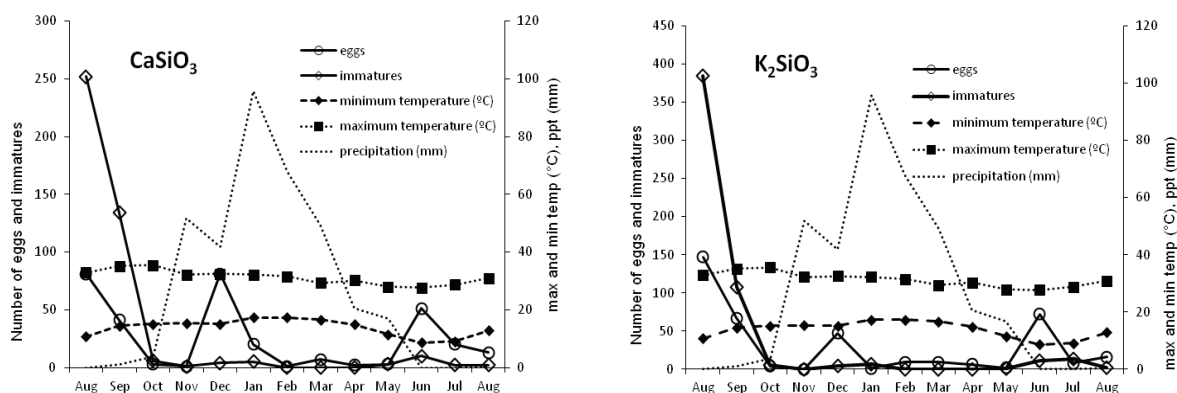 300
250
200
150
100
50
0
Number of eggs and immatures
CaSiO3
eggs
immatures
minimum temperature (ºC)
maximum temperature (ºC)
precipitation (mm)
120
100
80
60
40
20
0
max and min temp (°C), ppt (mm)
Aug Sep Oct Nov Dec Jan Feb Mar Apr May Jun Jul Aug
450
400
350
300
250
200
150
100
50
0
Number of eggs and immatures
K2SiO3
eggs
immatures
minimum temperature (ºC)
maximum temperature (ºC)
precipitation (mm)
120
100
80
60
40
20
0
max and min temp (°C), ppt (mm)
Aug Sep Oct Nov Dec Jan Feb Mar Apr May Jun Jul Aug